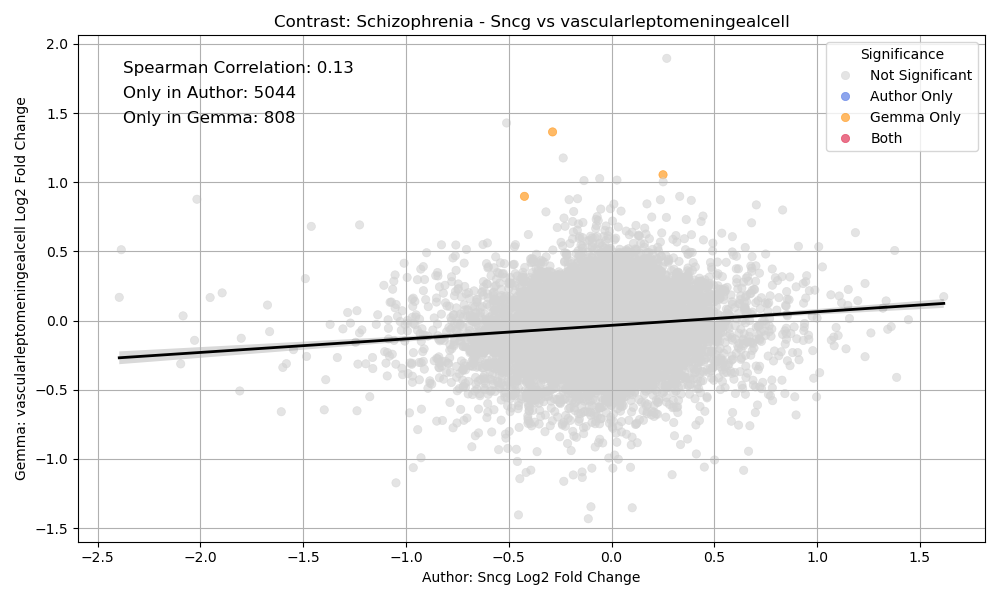 Contrast: Schizophrenia - Sncg vs vascularleptomeningealcell
Spearman Correlation: 0.13
Only in Author: 5044
Only in Gemma: 808
Significance
Not Significant
Author Only
Gemma Only
Both
Gemma: vascularleptomeningealcell Log2 Fold Change
2.0
1.5
1.0
0.5
0.0
−0.5
−1.0
−1.5
−2.5 −2.0 −1.5 −1.0 −0.5 0.0 0.5 1.0 1.5
Author: Sncg Log2 Fold Change